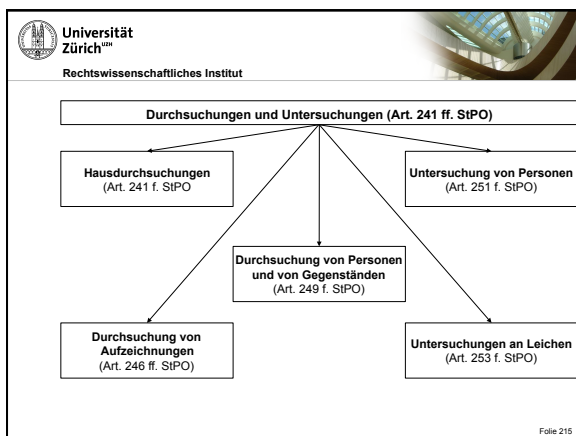 Universität
Zürich UZH
Rechtswissenschaftliches Institut
Durchsuchungen und Untersuchungen (Art. 241 ff. StPO)
Hausdurchsuchungen
(Art. 241 f. StPO
Untersuchung von Personen
(Art. 251 f. StPO)
Durchsuchung von Personen
und von Gegenständen
(Art. 249 f. StPO)
Durchsuchung von
Aufzeichnungen
(Art. 246 ff. StPO)
Untersuchungen an Leichen
(Art. 253 f. StPO)
Folie 215